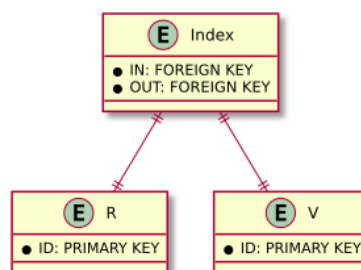 E Index
IN: FOREIGN KEY
OUT: FOREIGN KEY
E R
ID: PRIMARY KEY
E V
ID: PRIMARY KEY